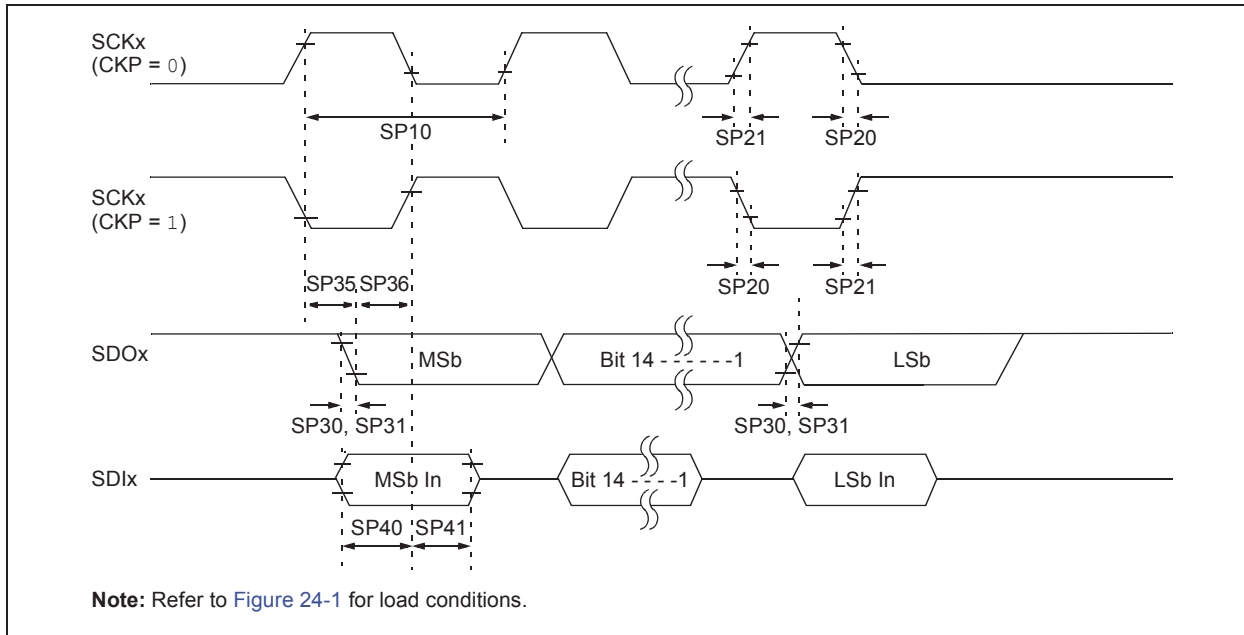 SCKx
(CKP = 0)
SP10
SP21
SP20
SCKx
(CKP = 1)
SP35
SP36
SP20
SP21
SDOx
MSb
Bit 14 - - - - - -1
LSb
SP30, SP31
SP30, SP31
SDIx
MSb In
Bit 14 - - - -1
LSb In
SP40
SP41
Note: Refer to Figure 24-1 for load conditions.